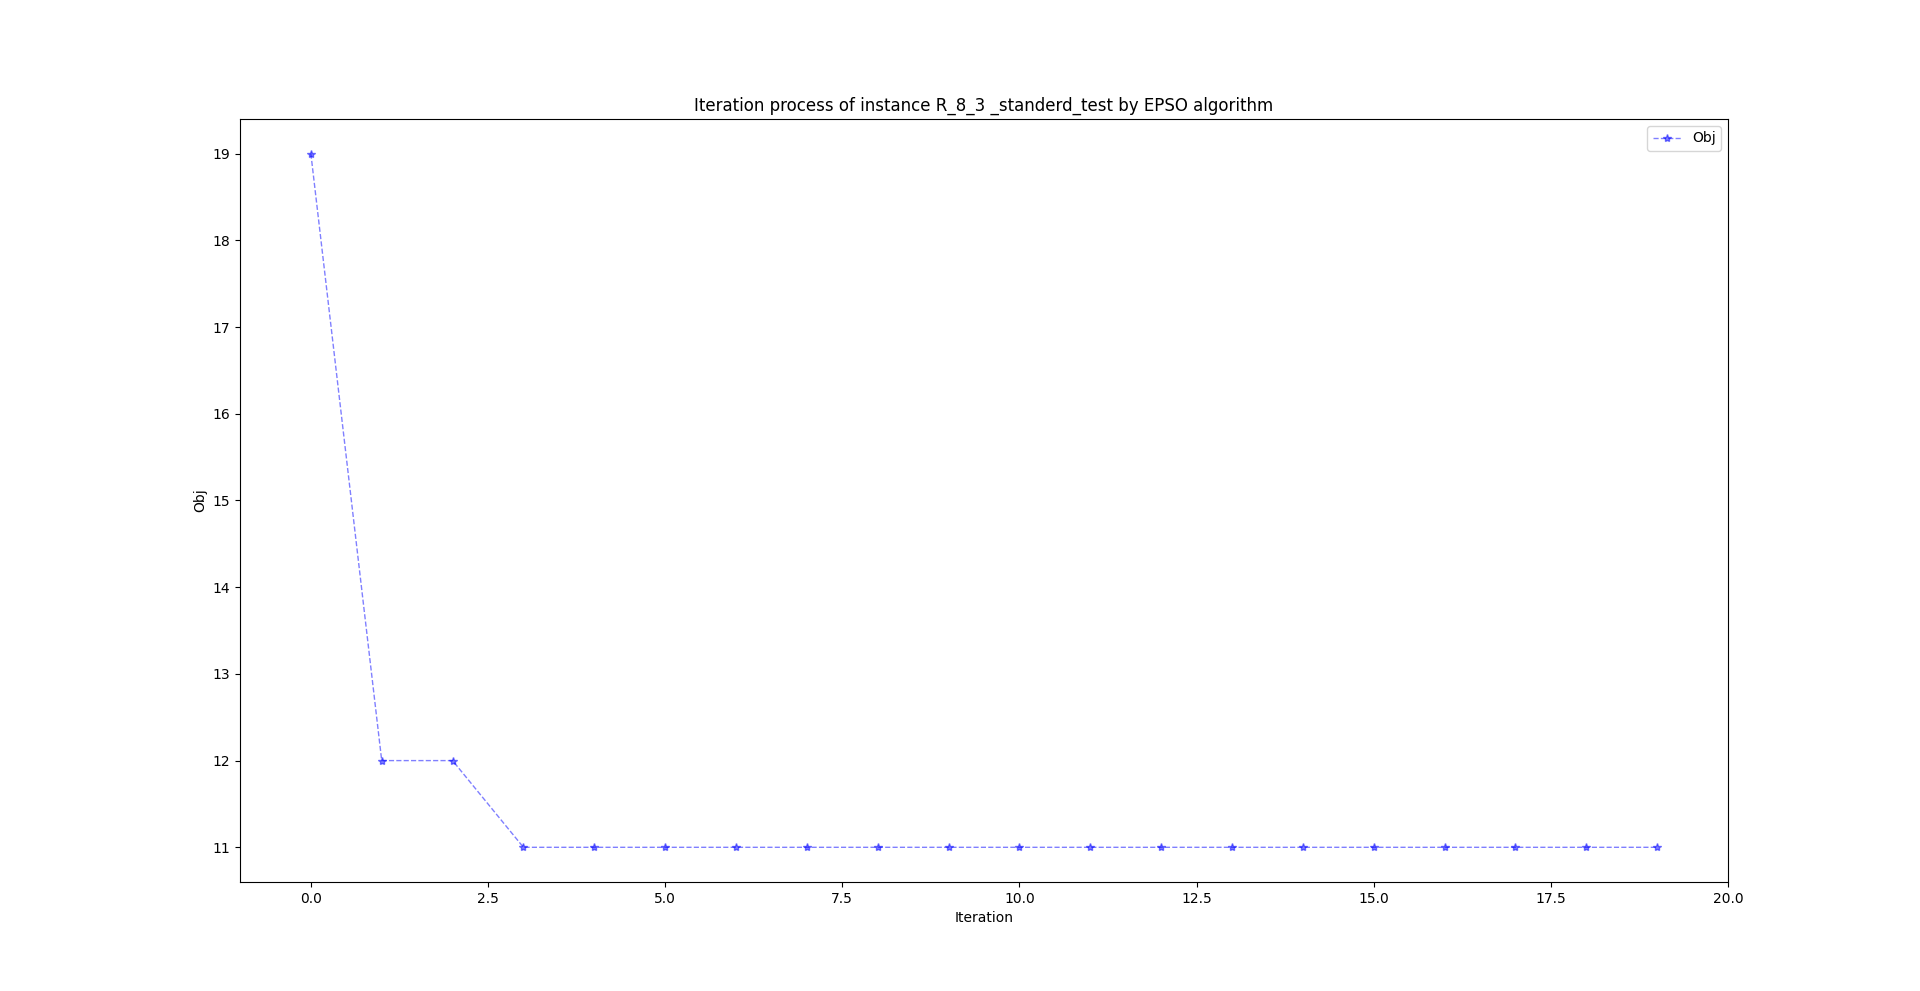 Iteration process of instance R_8_3 _standerd_test by EPSO algorithm
Obj
19
18
17
16
15
14
13
12
11
Obj
0.0 2.5 5.0 7.5 10.0 12.5 15.0 17.5 20.0
Iteration